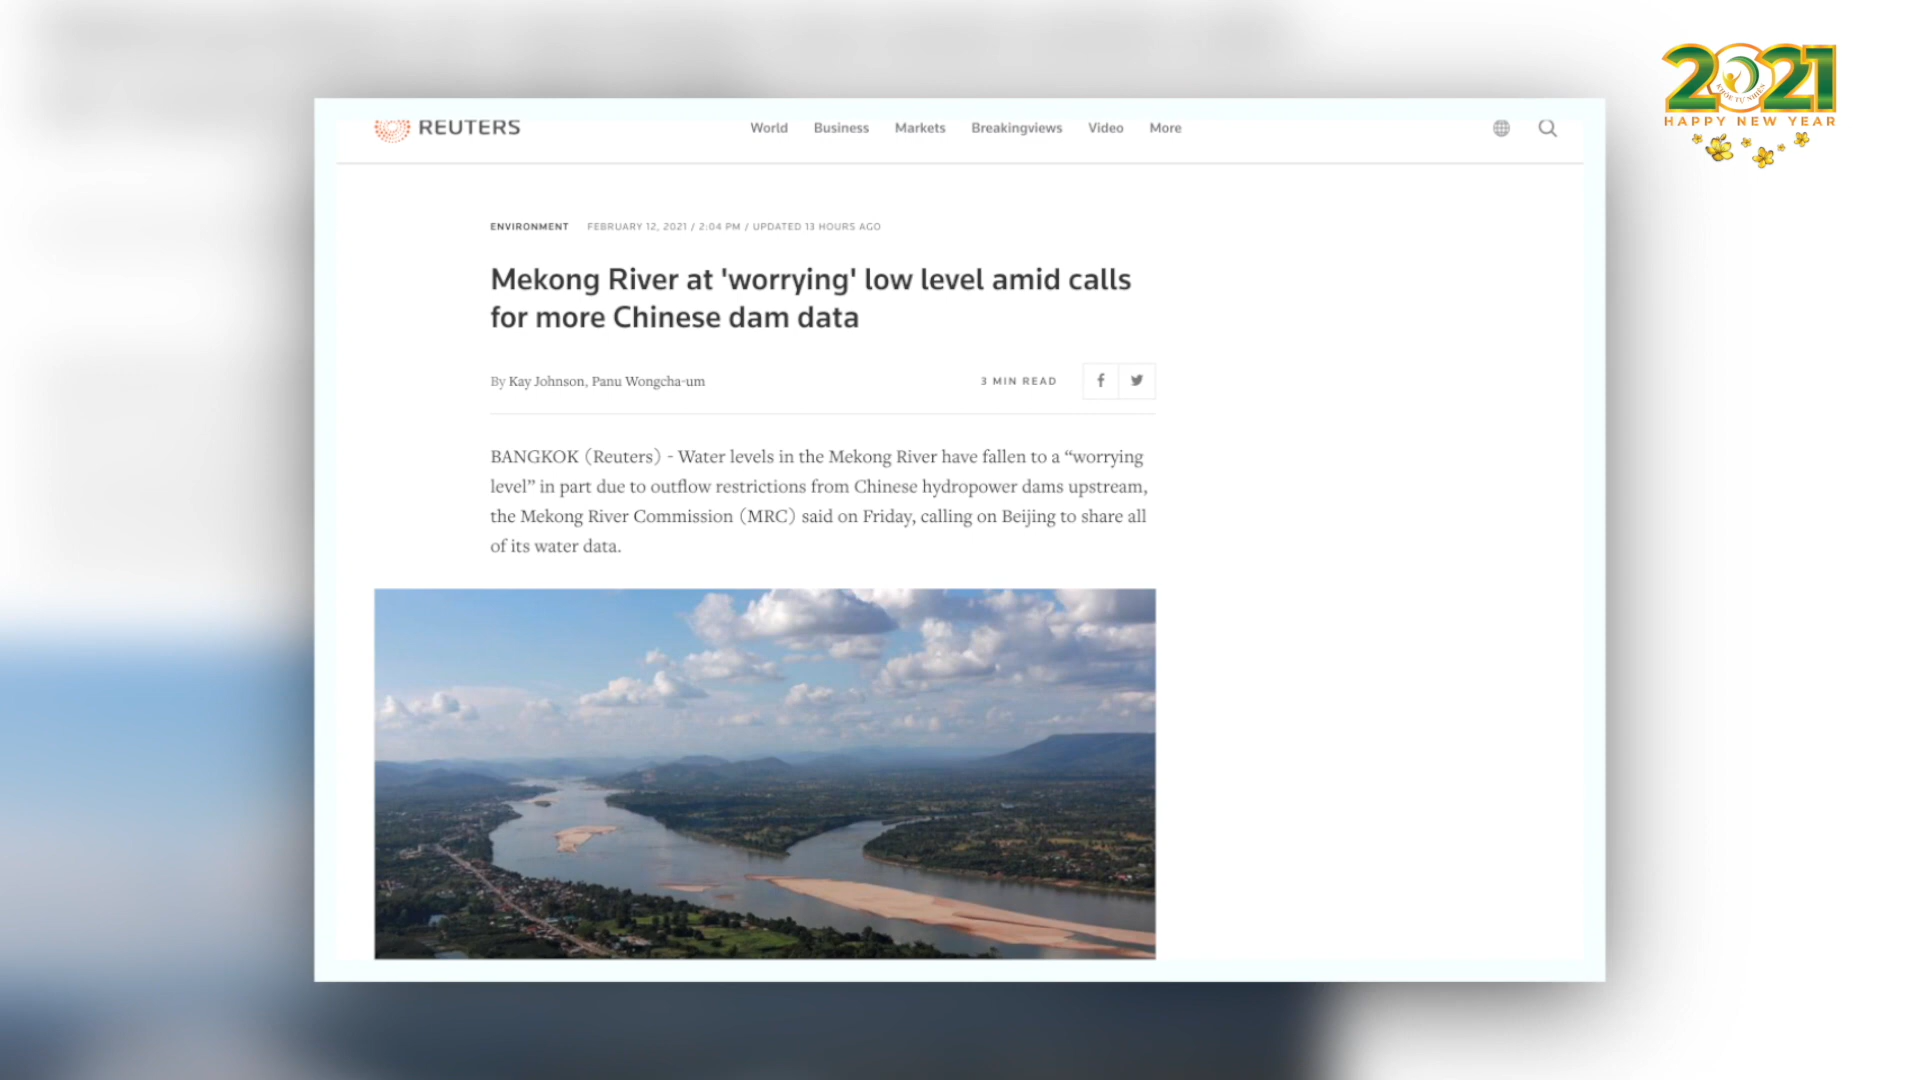 REUTERS
World Business Markets Breakingviews Video More
2021
KHỎE TỰ NHIÊN
HAPPY NEW YEAR
ENVIRONMENT FEBRUARY 12, 2021 / 2:04 PM / UPDATED 13 HOURS AGO
Mekong River at 'worrying' low level amid calls
for more Chinese dam data
By Kay Johnson, Panu Wongcha-um
3 MIN READ
BANGKOK (Reuters) - Water levels in the Mekong River have fallen to a “worrying
level” in part due to outflow restrictions from Chinese hydropower dams upstream,
the Mekong River Commission (MRC) said on Friday, calling on Beijing to share all
of its water data.